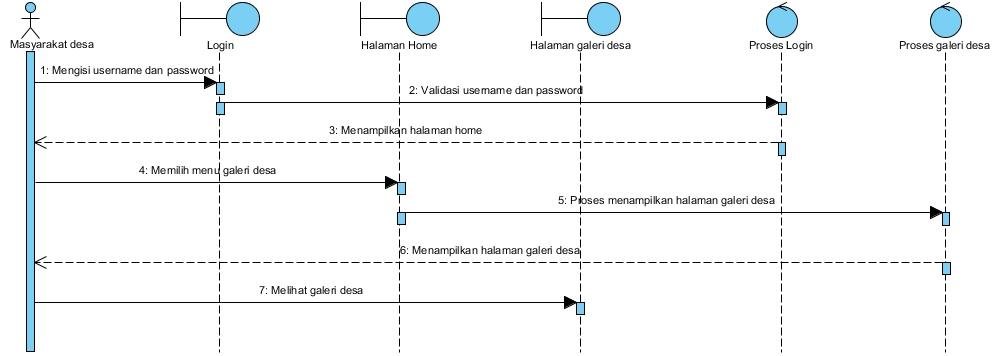 Masyarakat desa
Login
Halaman Home
Halaman galeri desa
Proses Login
Proses galeri desa
1: Mengisi username dan password
2: Validasi username dan password
3: Menampilkan halaman home
4: Memilih menu galeri desa
5: Proses menampilkan halaman galeri desa
6: Menampilkan halaman galeri desa
7: Melihat galeri desa